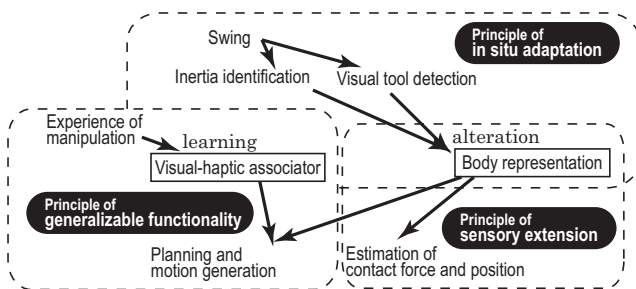 Swing
Principle of
in situ adaptation
Inertia identification
Visual tool detection
Experience of
manipulation
learning
alteration
Visual-haptic associator
Body representation
Principle of
generalizable functionality
Principle of
sensory extension
Planning and
motion generation
Estimation of
contact force and position